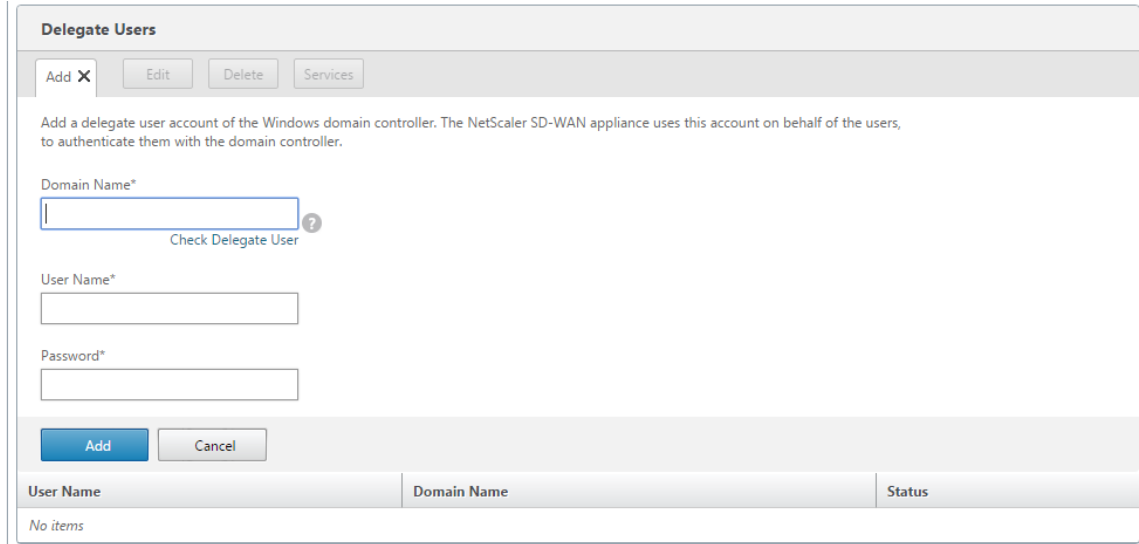 Delegate Users
Add Edit Delete Services
Add a delegate user account of the Windows domain controller. The NetScaler SD-WAN appliance uses this account on behalf of the users,
to authenticate them with the domain controller.
Domain Name*
?
Check Delegate User
User Name*
Password*
Add Cancel
User Name Domain Name Status
No items